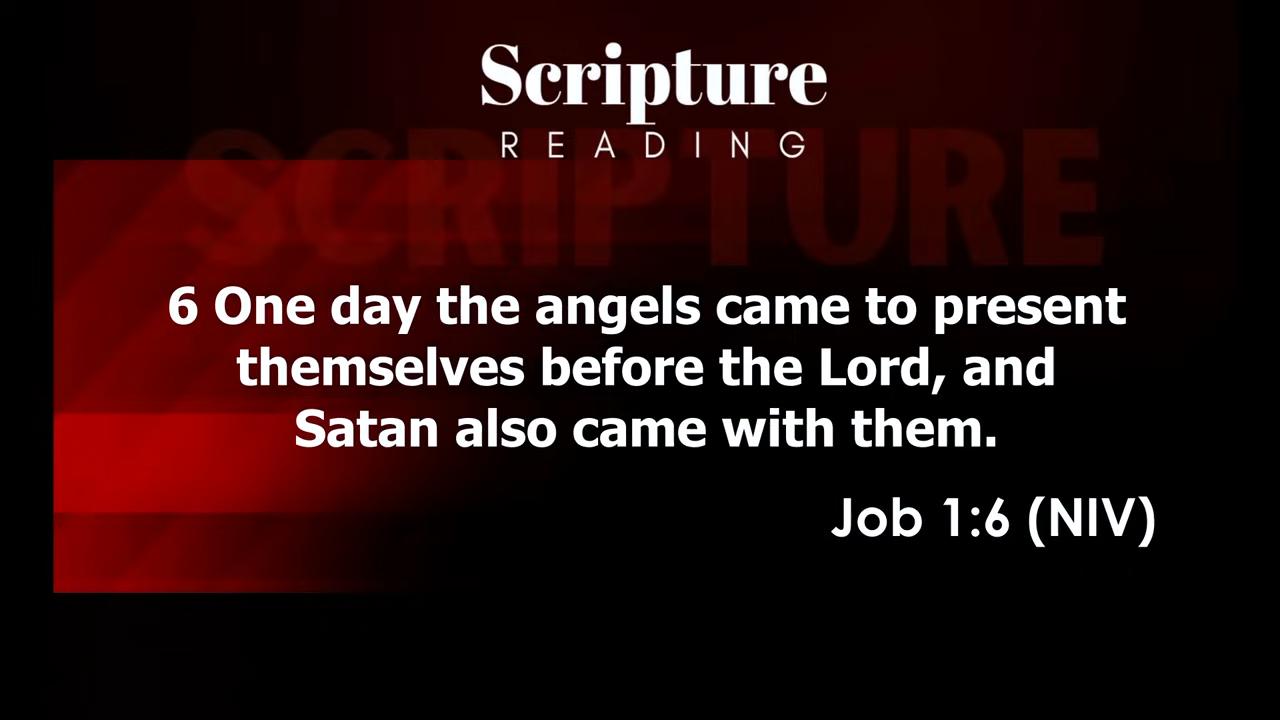 Scripture
READING
SCRIPTURE
6 One day the angels came to present
themselves before the Lord, and
Satan also came with them.
Job 1:6 (NIV)